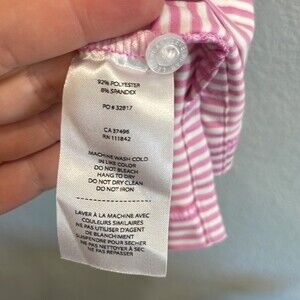 92% POLYESTER
8% SPANDEX
PO # 32817
CA 37496
RN 111842
MACHINE WASH COLD
IN LIKE COLOR
DO NOT BLEACH
HANG TO DRY
DO NOT DRY CLEAN
DO NOT IRON
LAVER À LA MACHINE AVEC
COULEURS SIMILAIRES
NE PAS UTILISER D'AGENT
DE BLANCHIMENT
SUSPENDRE POUR SÉCHER
NE PAS NETTOYER À SEC
NE PAS REPASSER